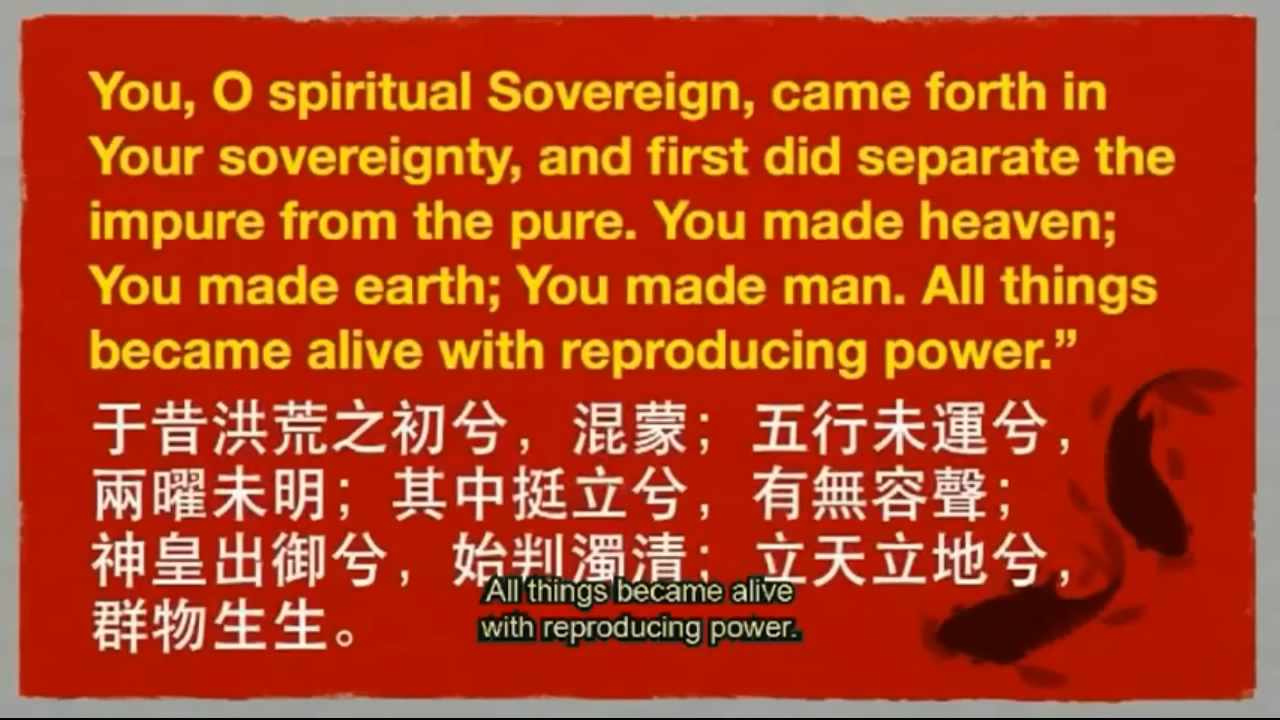 You, O spiritual Sovereign, came forth in
Your sovereignty, and first did separate the
impure from the pure. You made heaven;
You made earth; You made man. All things
became alive with reproducing power.”
于昔洪荒之初兮，混蒙；五行未運兮，
兩曜未明；其中挺立兮，有無容聲；
神皇出御兮，始判濁清；立天立地兮，
群物生生。
All things became alive
with reproducing power.